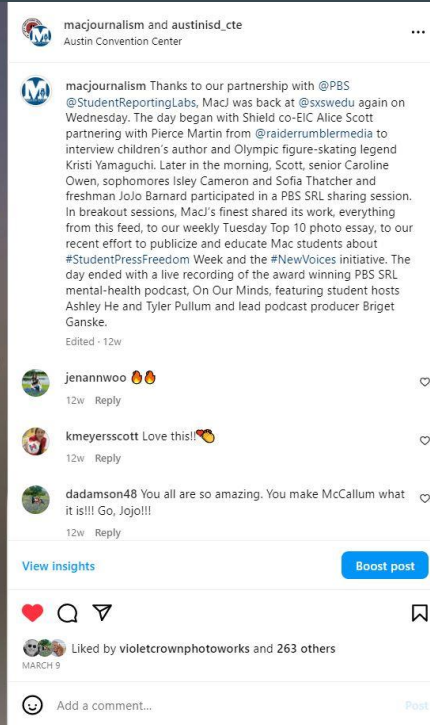 macjournalism and austinisd_cte
Austin Convention Center
macjournalism Thanks to our partnership with @PBS
@StudentReportingLabs, MacJ was back at @sxswedu again on
Wednesday. The day began with Shield co-EIC Alice Scott
partnering with Pierce Martin from @raiderrumblermedia to
interview children's author and Olympic figure-skating legend
Kristi Yamaguchi. Later in the morning, Scott, senior Caroline
Owen, sophomores Isley Cameron and Sofia Thatcher and
freshman JoJo Barnard participated in a PBS SRL sharing session.
In breakout sessions, MacJ's finest shared its work, everything
from this feed, to our weekly Tuesday Top 10 photo essay, to our
recent effort to publicize and educate Mac students about
#StudentPressFreedom Week and the #NewVoices initiative. The
day ended with a live recording of the award winning PBS SRL
mental-health podcast, On Our Minds, featuring student hosts
Ashley He and Tyler Pullum and lead podcast producer Briget
Ganske.
Edited · 12w
jenannwoo 🔥🔥
12w Reply
kmeyersscott Love this!!❤️👏
12w Reply
dadamson48 You all are so amazing. You make McCallum what
it is!!! Go, Jojo!!!
12w Reply
View insights
Boost post
Liked by violetcrownphotoworks and 263 others
MARCH 9
Add a comment...
Post